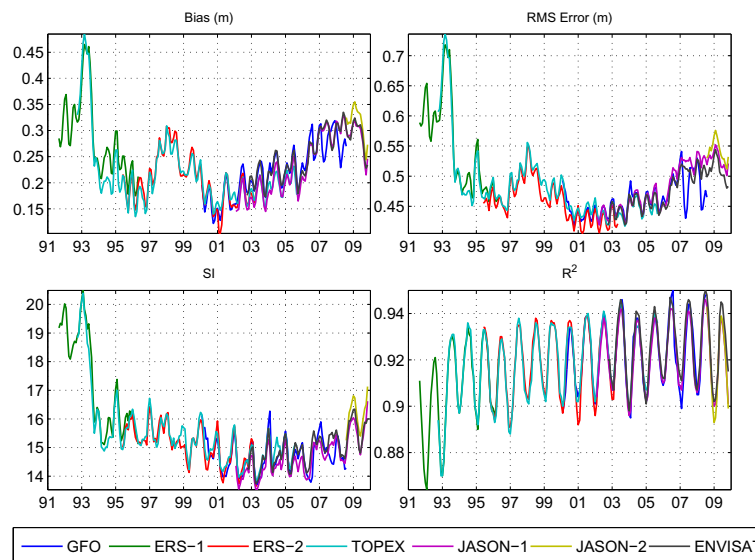 Bias (m)
0.45
0.4
0.35
0.3
0.25
0.2
0.15
91 93 95 97 99 01 03 05 07 09
RMS Error (m)
0.7
0.65
0.6
0.55
0.5
0.45
91 93 95 97 99 01 03 05 07 09
SI
20
19
18
17
16
15
14
91 93 95 97 99 01 03 05 07 09
R²
0.94
0.92
0.9
0.88
91 93 95 97 99 01 03 05 07 09
GFO ERS−1 ERS−2 TOPEX JASON−1 JASON−2 ENVISAT